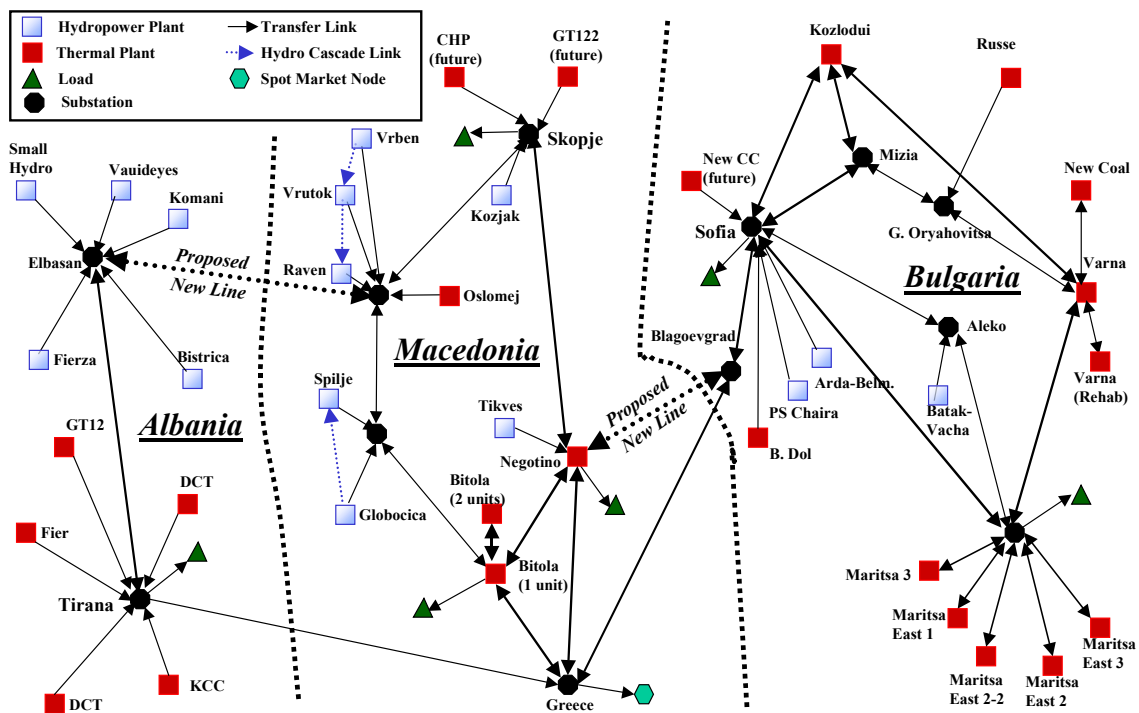 Hydropower Plant
Thermal Plant
Load
Substation
Transfer Link
Hydro Cascade Link
Spot Market Node
CHP
(future)
GT122
(future)
Skopje
Vrben
Vrutok
Kozjak
Raven
Oslomej
Small
Hydro
Vauideyes
Komani
Elbasan
Proposed
New Line
Fierza
Bistrica
Albania
GT12
DCT
Fier
Tirana
KCC
DCT
Macedonia
Spilje
Globocica
Tikves
Negotino
Bitola
(2 units)
Bitola
(1 unit)
Greece
Proposed
New Line
Kozlodui
Russe
Mizia
New CC
(future)
New Coal
Sofia
G. Oryahovitsa
Bulgaria
Varna
Blagoevgrad
Aleko
Arda-Belm.
PS Chaira
B. Dol
Batak-
Vacha
Varna
(Rehab)
Maritsa 3
Maritsa
East 1
Maritsa
East 2-2
Maritsa
East 2
Maritsa
East 3